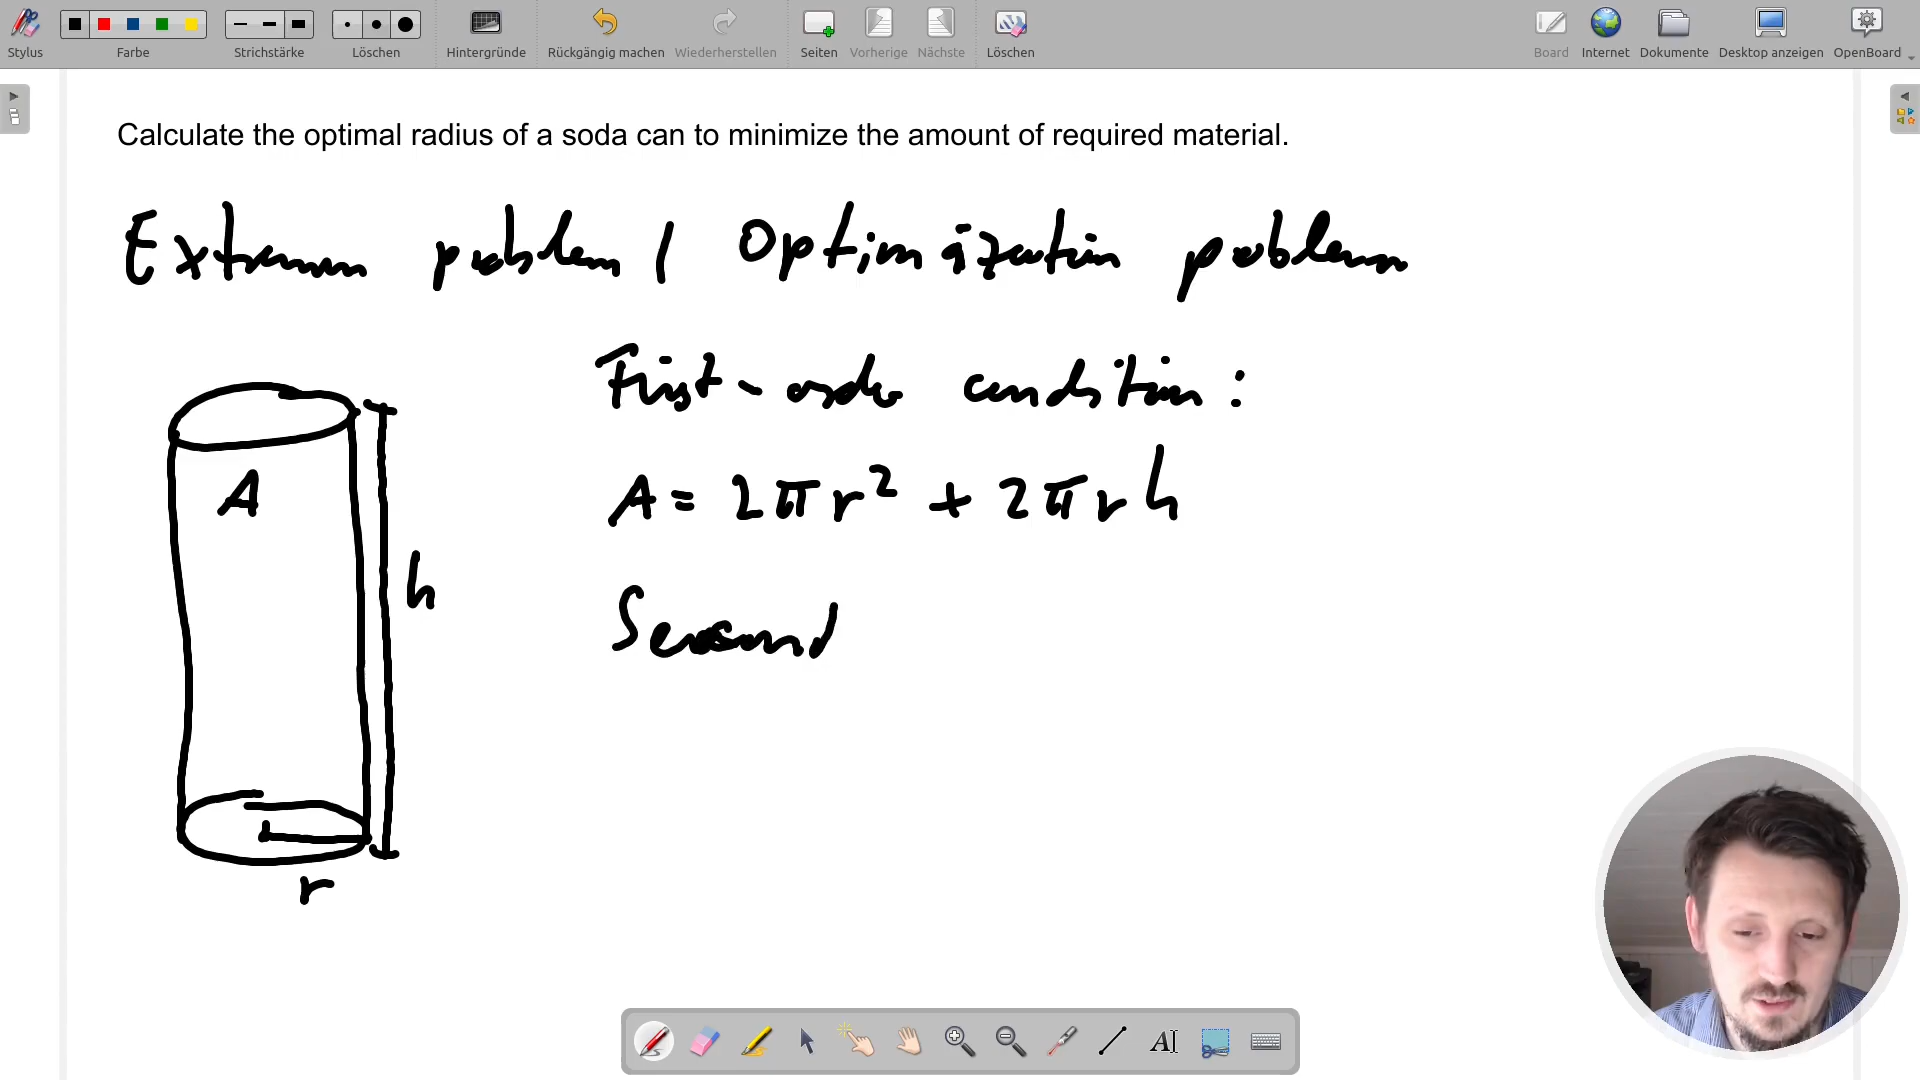 Stylus Farbe Strichstärke Löschen Hintergründe Rückgängig machen Wiederherstellen Seiten Vorherige Nächste Löschen Board Internet Dokumente Desktop anzeigen OpenBoard
Calculate the optimal radius of a soda can to minimize the amount of required material.
Extremum problem / Optimization problem
First-order condition:
A
A = 2πr² + 2πrh
h
Second
r